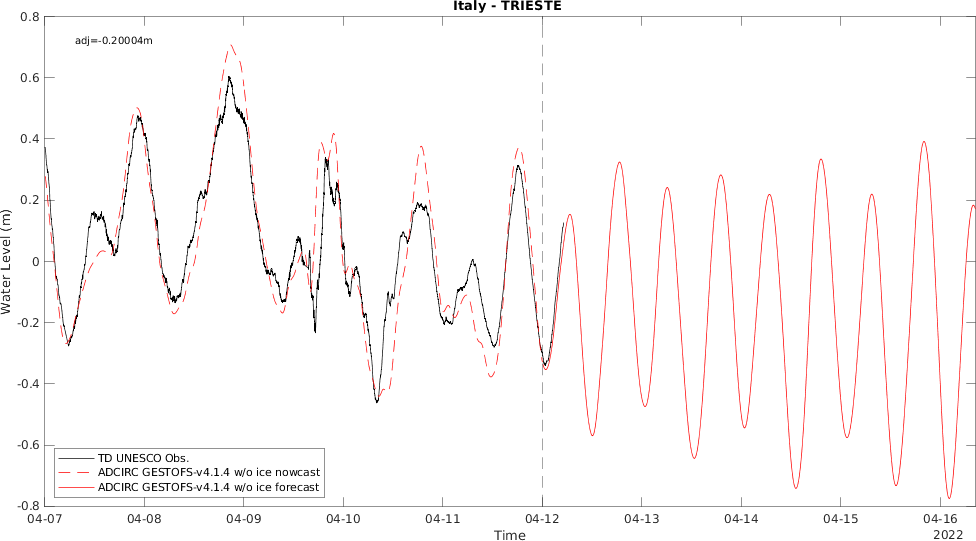 Italy - TRIESTE
adj=-0.20004m
0.8
0.6
0.4
0.2
0
-0.2
-0.4
-0.6
-0.8
Water Level (m)
TD UNESCO Obs.
ADCIRC GESTOFS-v4.1.4 w/o ice nowcast
ADCIRC GESTOFS-v4.1.4 w/o ice forecast
04-07 04-08 04-09 04-10 04-11 04-12 04-13 04-14 04-15 04-16
Time
2022